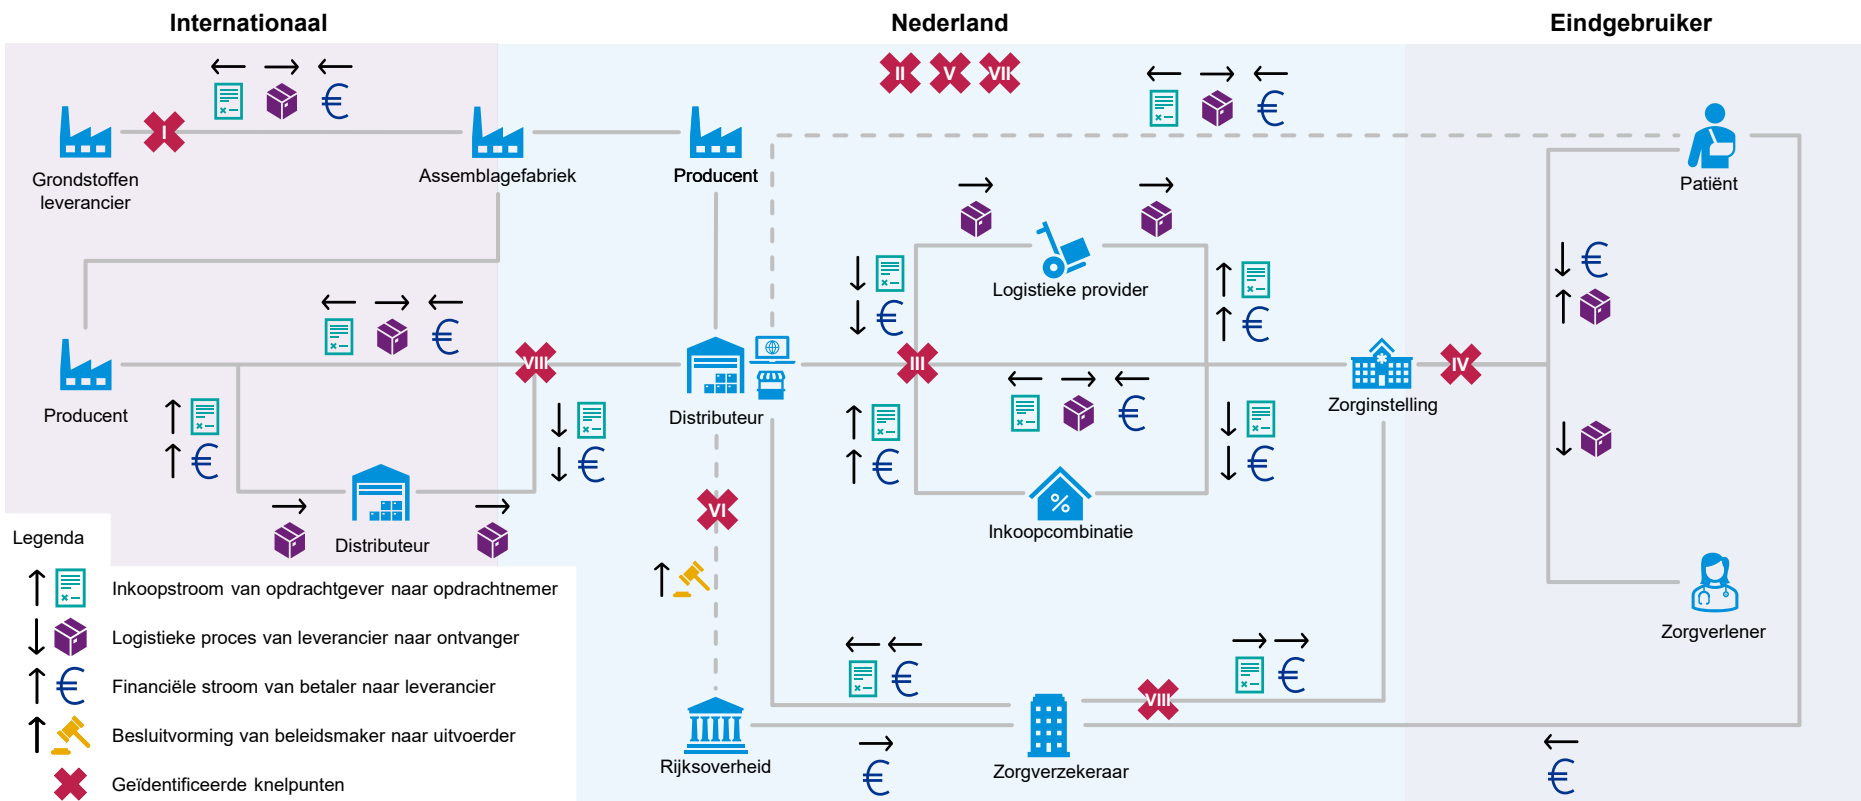 Internationaal
Nederland
Eindgebruiker
II
V
VII
I
Grondstoffen
leverancier
Assemblagefabriek
Producent
Patiënt
Logistieke provider
Producent
VIII
Distributeur
III
Zorginstelling
IV
Distributeur
VI
%
Inkoopcombinatie
Zorgverlener
Rijksoverheid
Zorgverzekeraar
VIII
Legenda
Inkoopstroom van opdrachtgever naar opdrachtnemer
Logistieke proces van leverancier naar ontvanger
€ Financiële stroom van betaler naar leverancier
Besluitvorming van beleidsmaker naar uitvoerder
Geïdentificeerde knelpunten